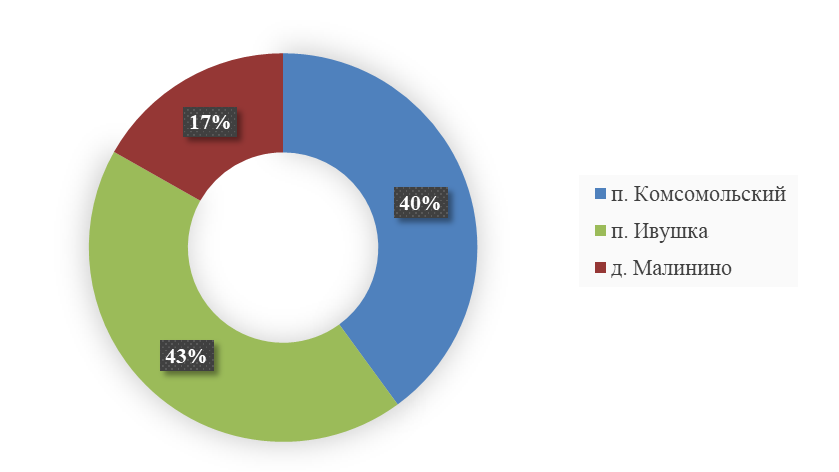 17%
40%
43%
п. Комсомольский
п. Ивушка
д. Малинино